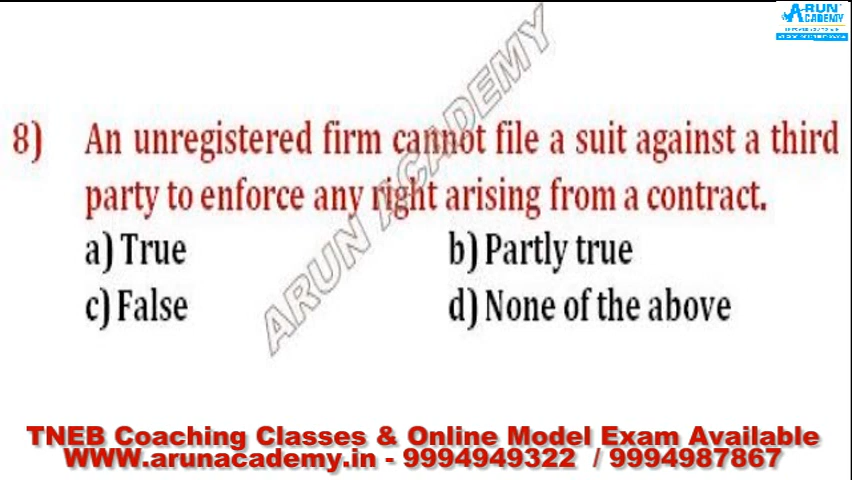 ARUN
ACADEMY
8) An unregistered firm cannot file a suit against a third
party to enforce any right arising from a contract.
a) True b) Partly true
c) False d) None of the above
ARUN ACADEMY
TNEB Coaching Classes & Online Model Exam Available
WWW.arunacademy.in - 9994949322 / 9994987867